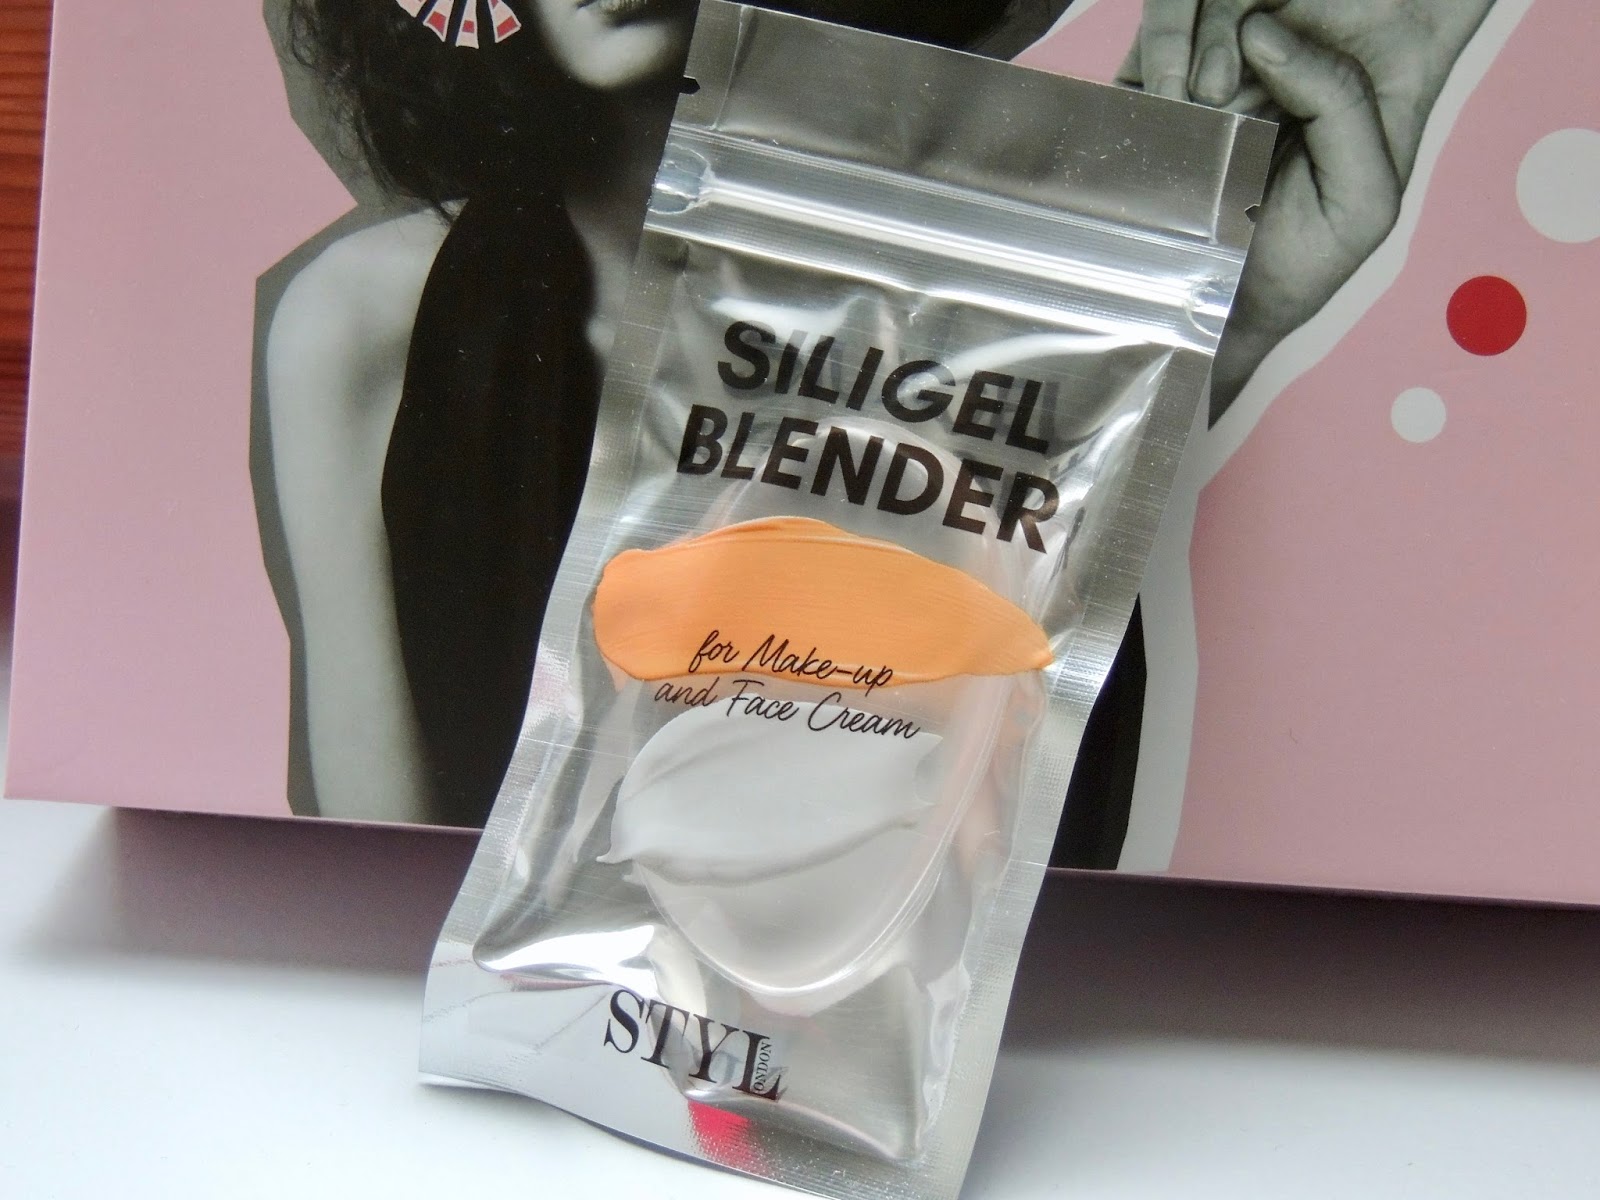 SILIGEL
BLENDER
for Make-up
and Face Cream
STYL
LONDON